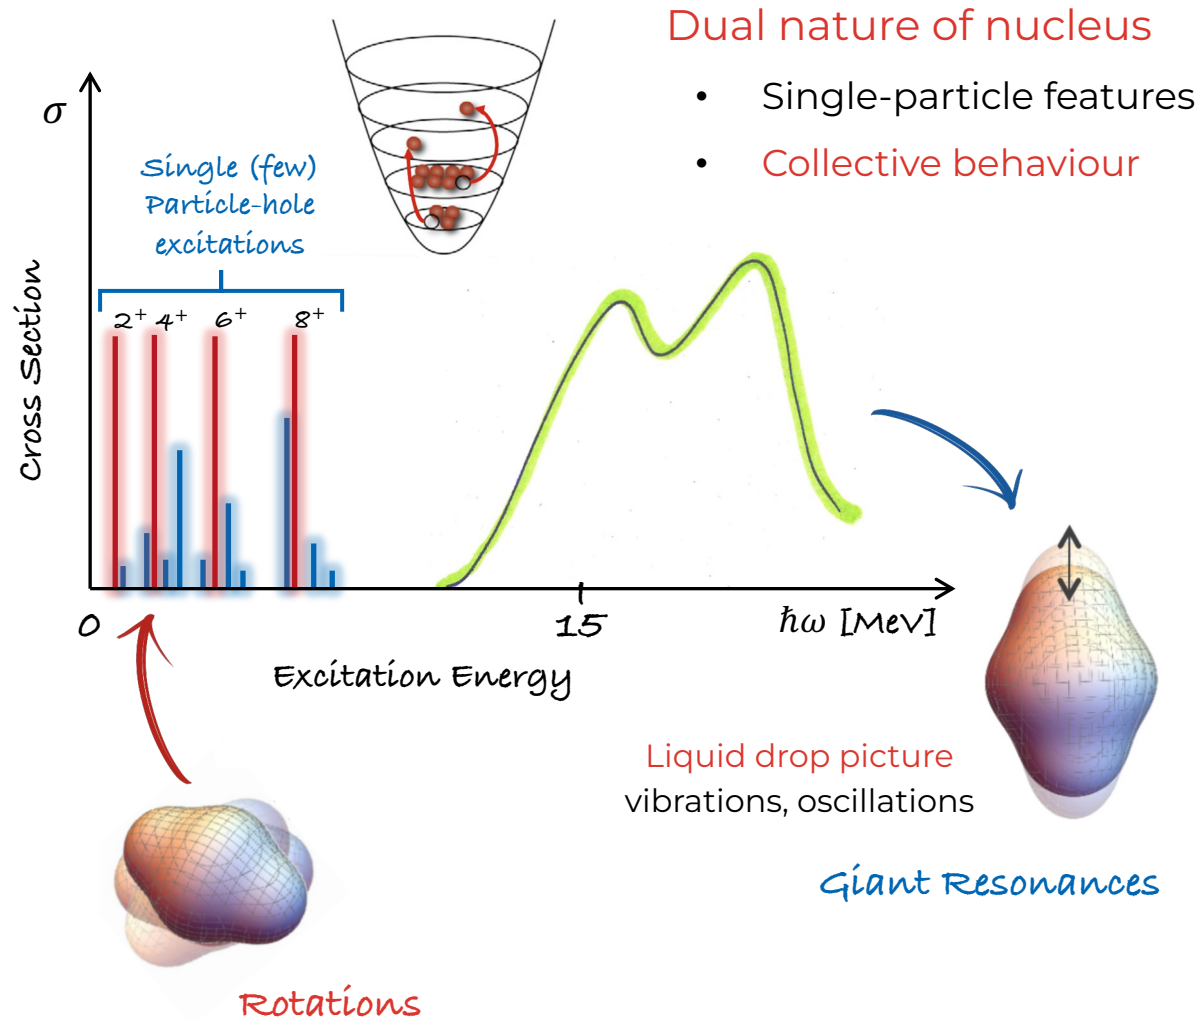 Dual nature of nucleus
• Single-particle features
• Collective behaviour
σ
Single (few)
Particle-hole
excitations
2⁺ 4⁺ 6⁺ 8⁺
Cross Section
0
15
ħω [MeV]
Excitation Energy
Liquid drop picture
vibrations, oscillations
Giant Resonances
Rotations